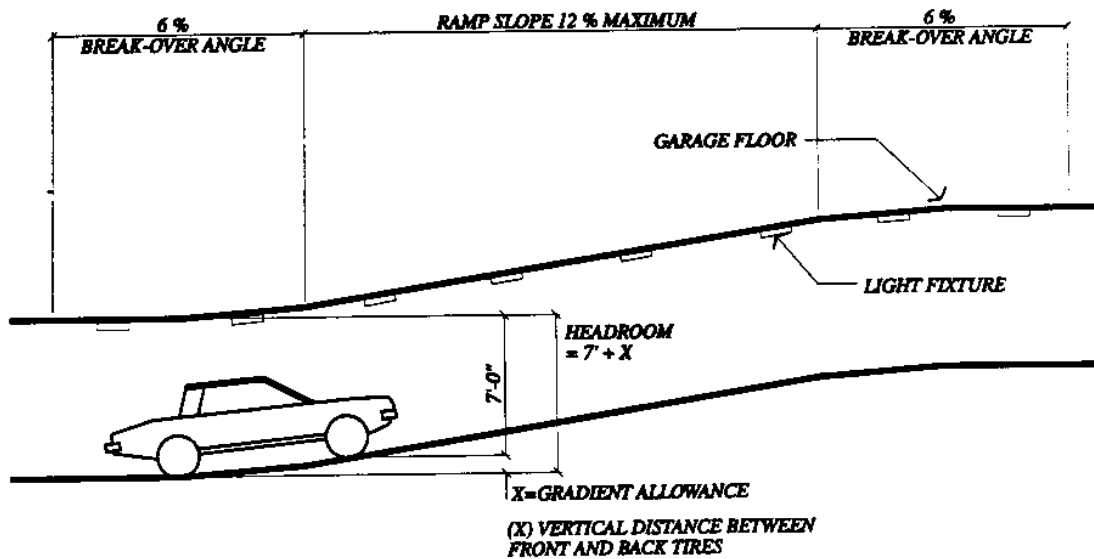 6 %
BREAK-OVER ANGLE
RAMP SLOPE 12 % MAXIMUM
6 %
BREAK-OVER ANGLE
GARAGE FLOOR
LIGHT FIXTURE
HEADROOM
= 7' + X
7'-0"
X=GRADIENT ALLOWANCE
(X) VERTICAL DISTANCE BETWEEN
FRONT AND BACK TIRES